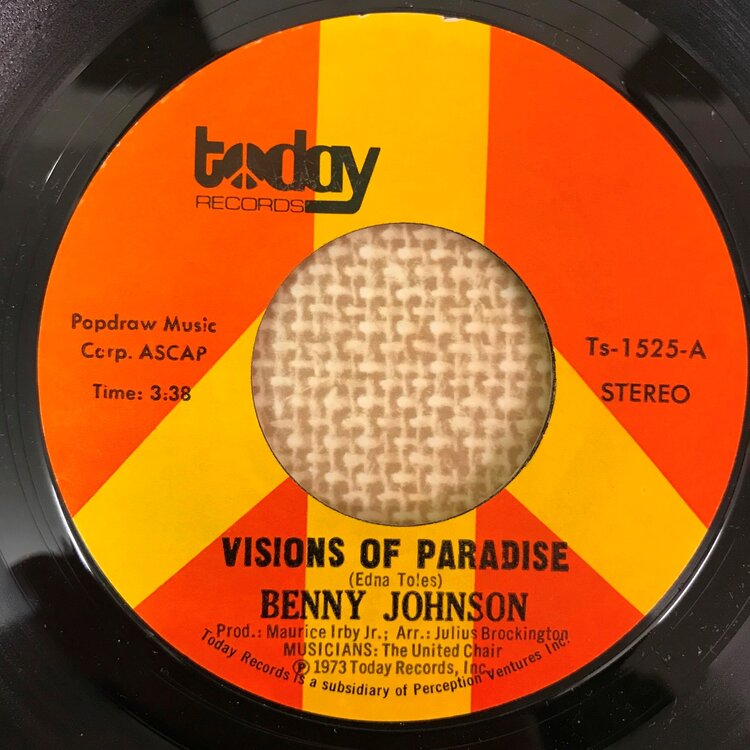 today
RECORDS
Popdraw Music
Corp. ASCAP
Time: 3:38
Ts-1525-A
STEREO
VISIONS OF PARADISE
(Edna Toles)
BENNY JOHNSON
Prod.: Maurice Irby Jr.; Arr.: Julius Brockington
MUSICIANS: The United Chair
Ⓟ 1973 Today Records, Inc.
Today Records is a subsidiary of Perception Ventures Inc.